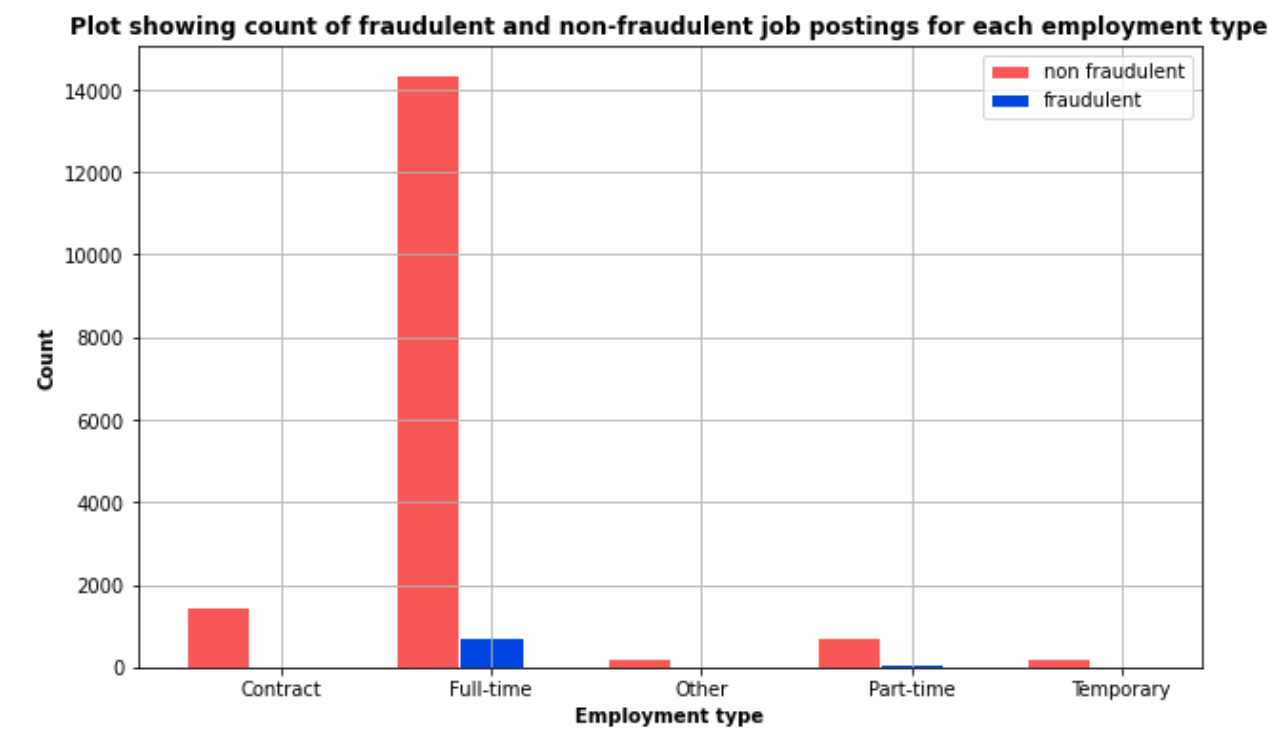 Plot showing count of fraudulent and non-fraudulent job postings for each employment type
non fraudulent
fraudulent
14000
12000
10000
8000
6000
4000
2000
0
Count
Contract Full-time Other Part-time Temporary
Employment type